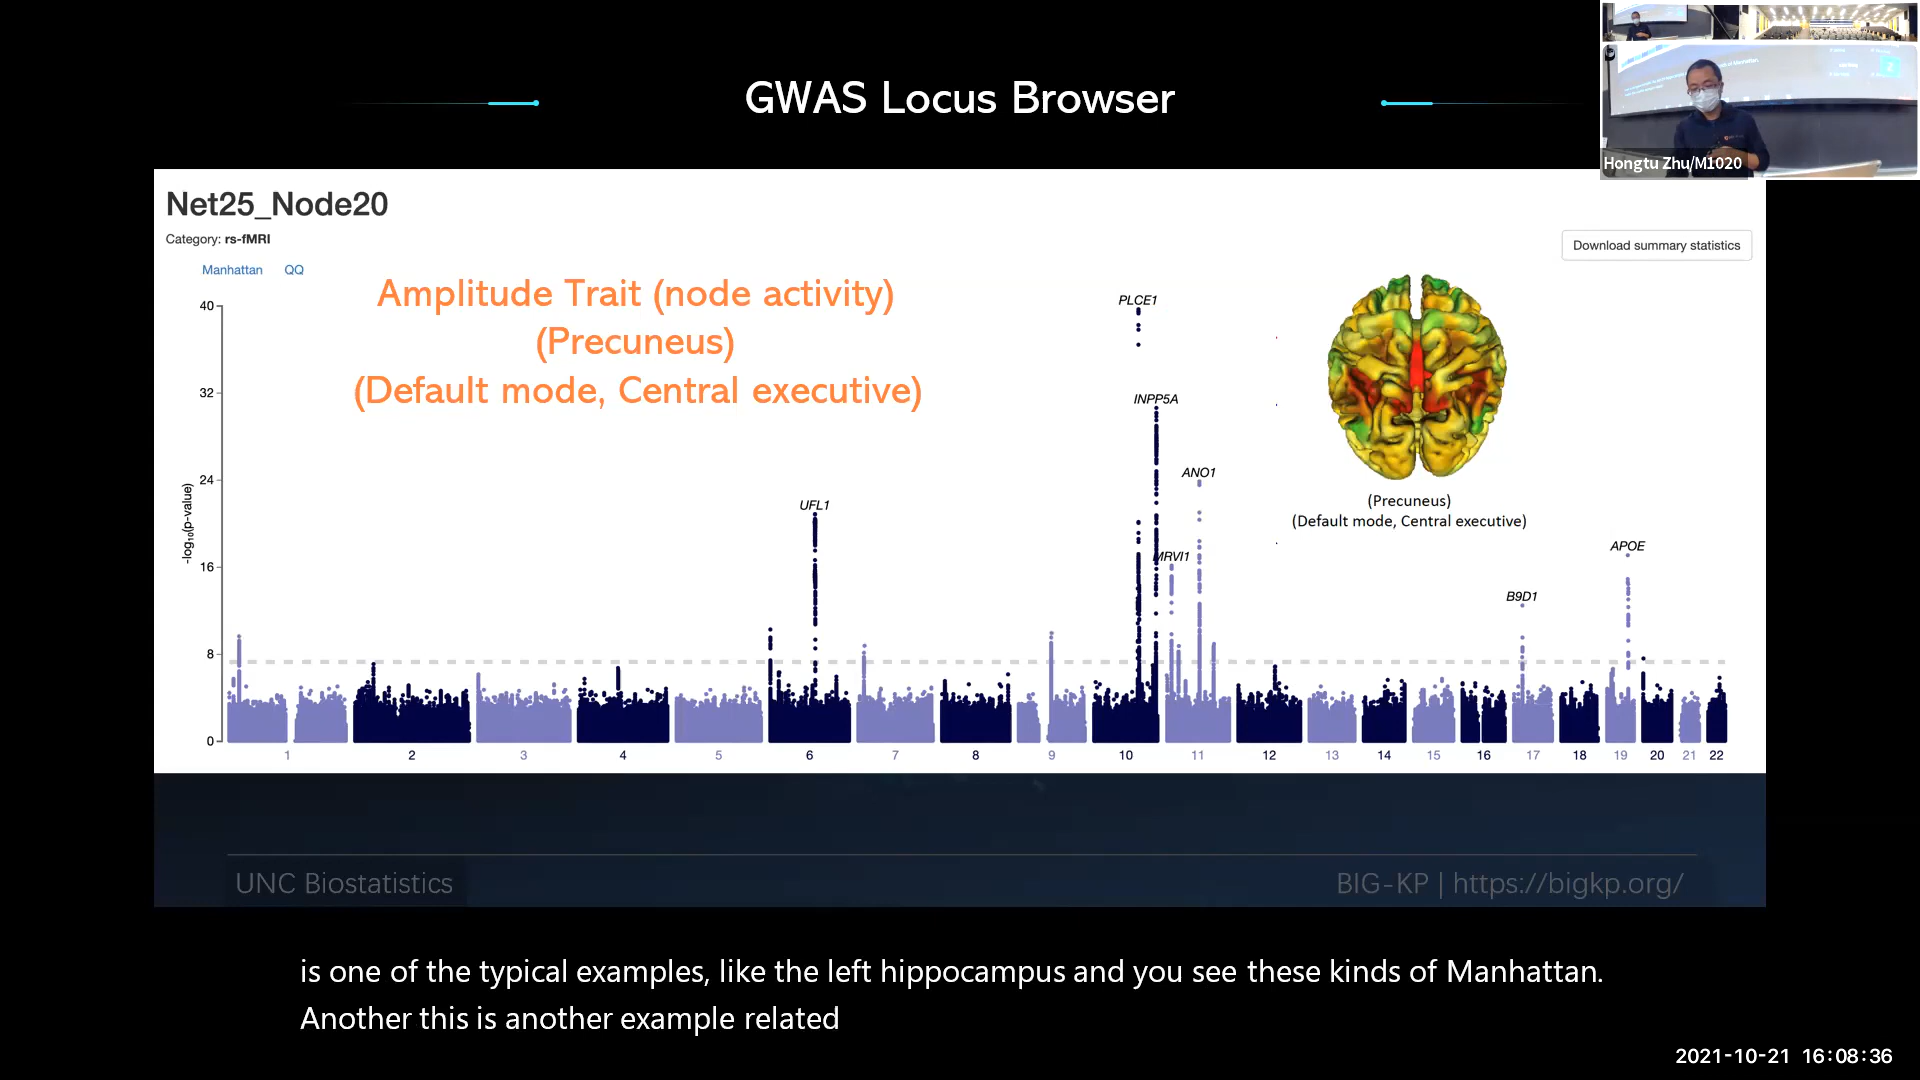 GWAS Locus Browser
Hongtu Zhu/M1020
Net25_Node20
Category: rs-fMRI
Download summary statistics
Manhattan QQ
Amplitude Trait (node activity)
(Precuneus)
(Default mode, Central executive)
PLCE1
INPP5A
ANO1
UFL1
MRVI1
APOE
B9D1
(Precuneus)
(Default mode, Central executive)
-log10(p-value)
40
32
24
16
8
0
1 2 3 4 5 6 7 8 9 10 11 12 13 14 15 16 17 18 19 20 21 22
UNC Biostatistics
BIG-KP | https://bigkp.org/
is one of the typical examples, like the left hippocampus and you see these kinds of Manhattan.
Another this is another example related
2021-10-21 16:08:36